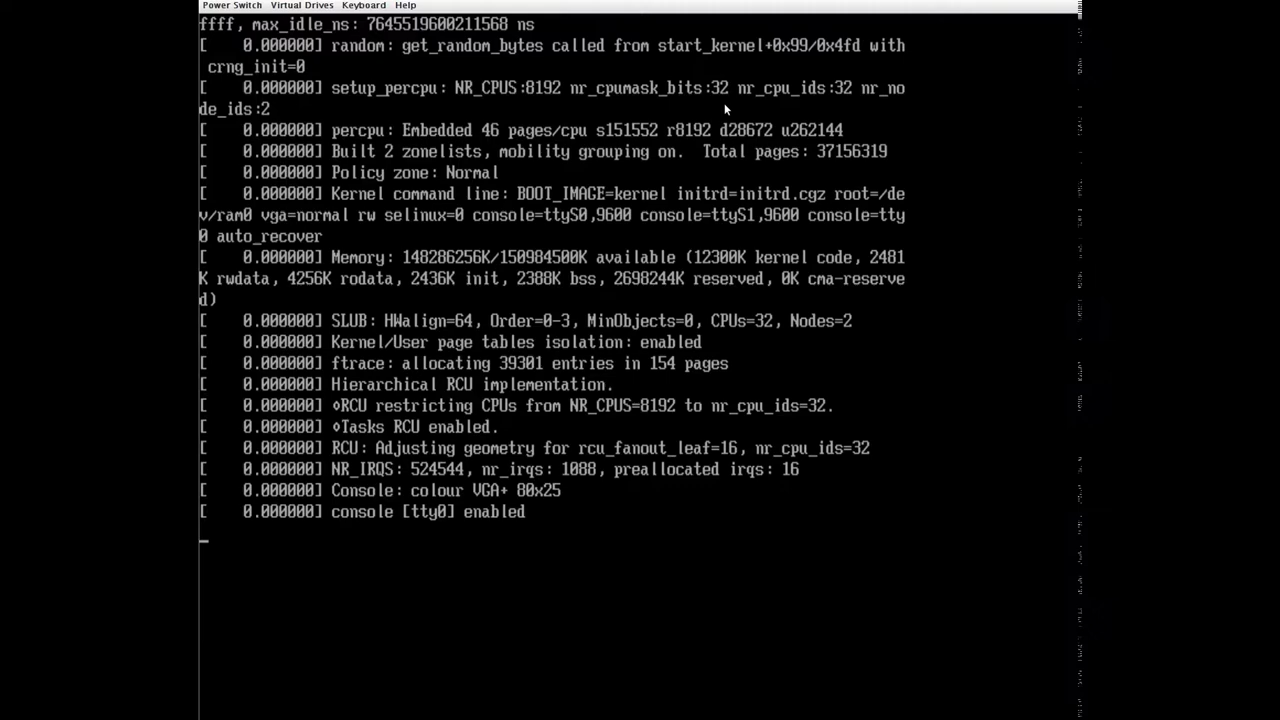 Power Switch Virtual Drives Keyboard Help
ffff, max_idle_ns: 7645519600211568 ns
[    0.000000] random: get_random_bytes called from start_kernel+0x99/0x4fd with
 crng_init=0
[    0.000000] setup_percpu: NR_CPUS:8192 nr_cpumask_bits:32 nr_cpu_ids:32 nr_no
de_ids:2
[    0.000000] percpu: Embedded 46 pages/cpu s151552 r8192 d28672 u262144
[    0.000000] Built 2 zonelists, mobility grouping on.  Total pages: 37156319
[    0.000000] Policy zone: Normal
[    0.000000] Kernel command line: BOOT_IMAGE=kernel initrd=initrd.cgz root=/de
v/ram0 vga=normal rw selinux=0 console=ttyS0,9600 console=ttyS1,9600 console=tty
0 auto_recover
[    0.000000] Memory: 148286256K/150984500K available (12300K kernel code, 2481
K rwdata, 4256K rodata, 2436K init, 2388K bss, 2698244K reserved, 0K cma-reserve
d)
[    0.000000] SLUB: HWalign=64, Order=0-3, MinObjects=0, CPUs=32, Nodes=2
[    0.000000] Kernel/User page tables isolation: enabled
[    0.000000] ftrace: allocating 39301 entries in 154 pages
[    0.000000] Hierarchical RCU implementation.
[    0.000000] ◊RCU restricting CPUs from NR_CPUS=8192 to nr_cpu_ids=32.
[    0.000000] ◊Tasks RCU enabled.
[    0.000000] RCU: Adjusting geometry for rcu_fanout_leaf=16, nr_cpu_ids=32
[    0.000000] NR_IRQS: 524544, nr_irqs: 1088, preallocated irqs: 16
[    0.000000] Console: colour VGA+ 80x25
[    0.000000] console [tty0] enabled